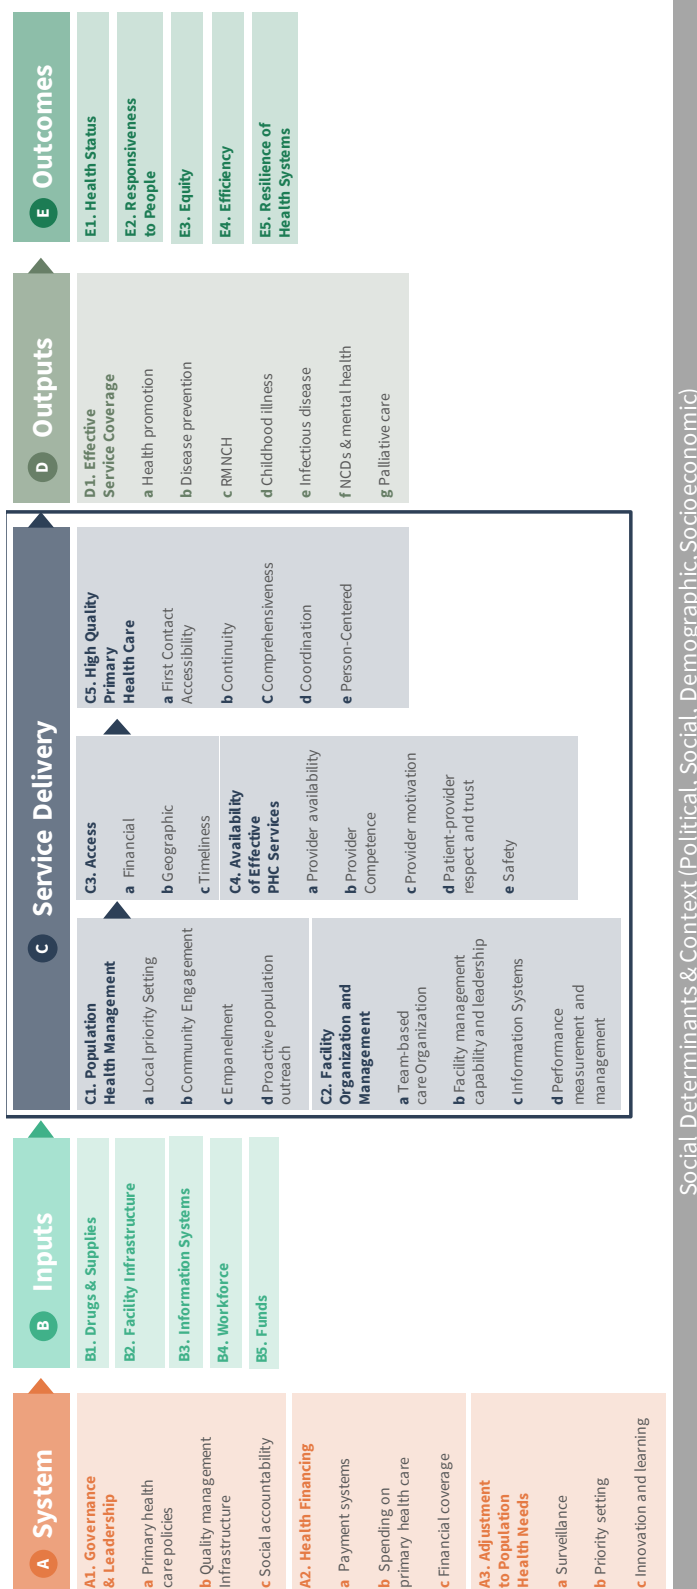 A System
A1. Governance
& Leadership
a Primary health
care policies
b Quality management
Infrastructure
c Social accountability
A2. Health Financing
a Payment systems
b Spending on
primary health care
c Financial coverage
A3. Adjustment
to Population
Health Needs
a Surveillance
b Priority setting
c Innovation and learning
B Inputs
B1. Drugs & Supplies
B2. Facility Infrastructure
B3. Information Systems
B4. Workforce
B5. Funds
C Service Delivery
C1. Population
Health Management
a Local priority Setting
b Community Engagement
c Empanelment
d Proactive population
outreach
C2. Facility
Organization and
Management
a Team-based
care Organization
b Facility management
capability and leadership
c Information Systems
d Performance
measurement and
management
C3. Access
a Financial
b Geographic
c Timeliness
C4. Availability
of Effective
PHC Services
a Provider availability
b Provider
Competence
c Provider motivation
d Patient-provider
respect and trust
e Safety
C5. High Quality
Primary
Health Care
a First Contact
Accessibility
b Continuity
C Comprehensiveness
d Coordination
e Person-Centered
D Outputs
D1. Effective
Service Coverage
a Health promotion
b Disease prevention
c RMNCH
d Childhood illness
e Infectious disease
f NCDs & mental health
g Palliative care
E Outcomes
E1. Health Status
E2. Responsiveness
to People
E3. Equity
E4. Efficiency
E5. Resilience of
Health Systems
Social Determinants & Context (Political, Social, Demographic, Socioeconomic)